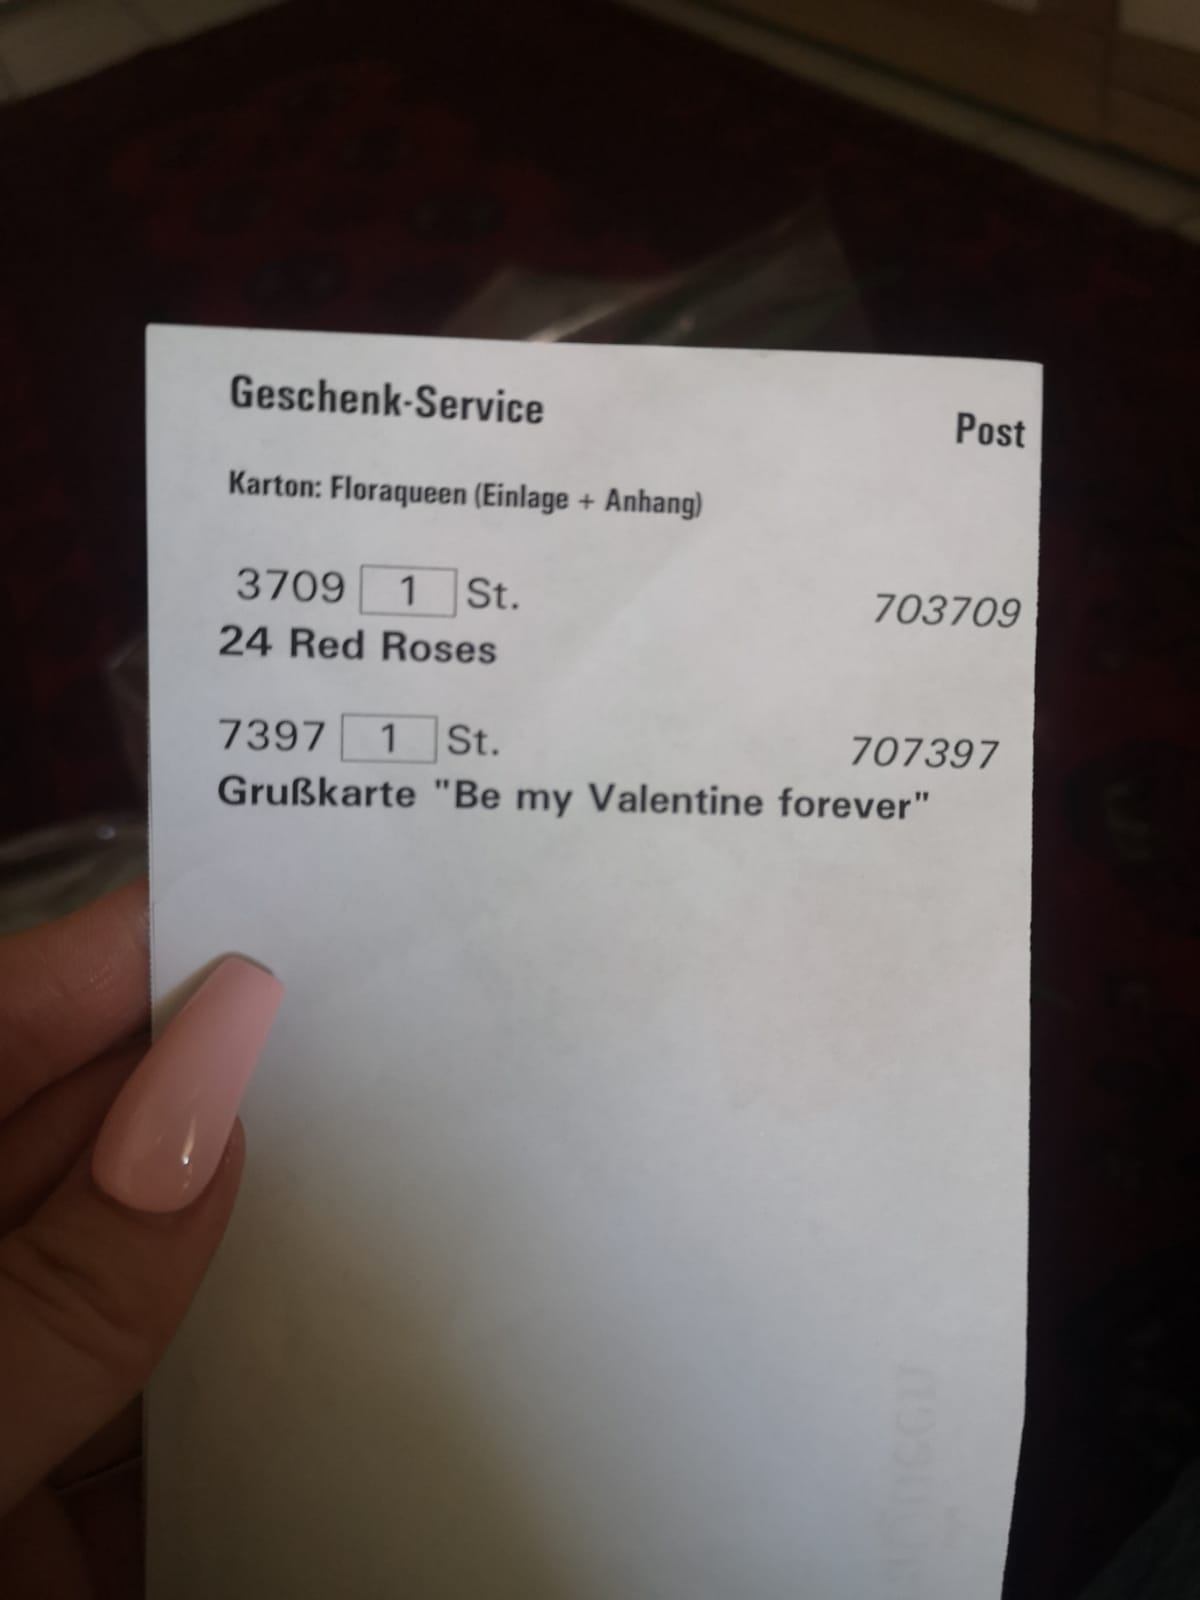 Geschenk-Service
Post
Karton: Floraqueen (Einlage + Anhang)
3709 1 St. 703709
24 Red Roses
7397 1 St. 707397
Grußkarte "Be my Valentine forever"